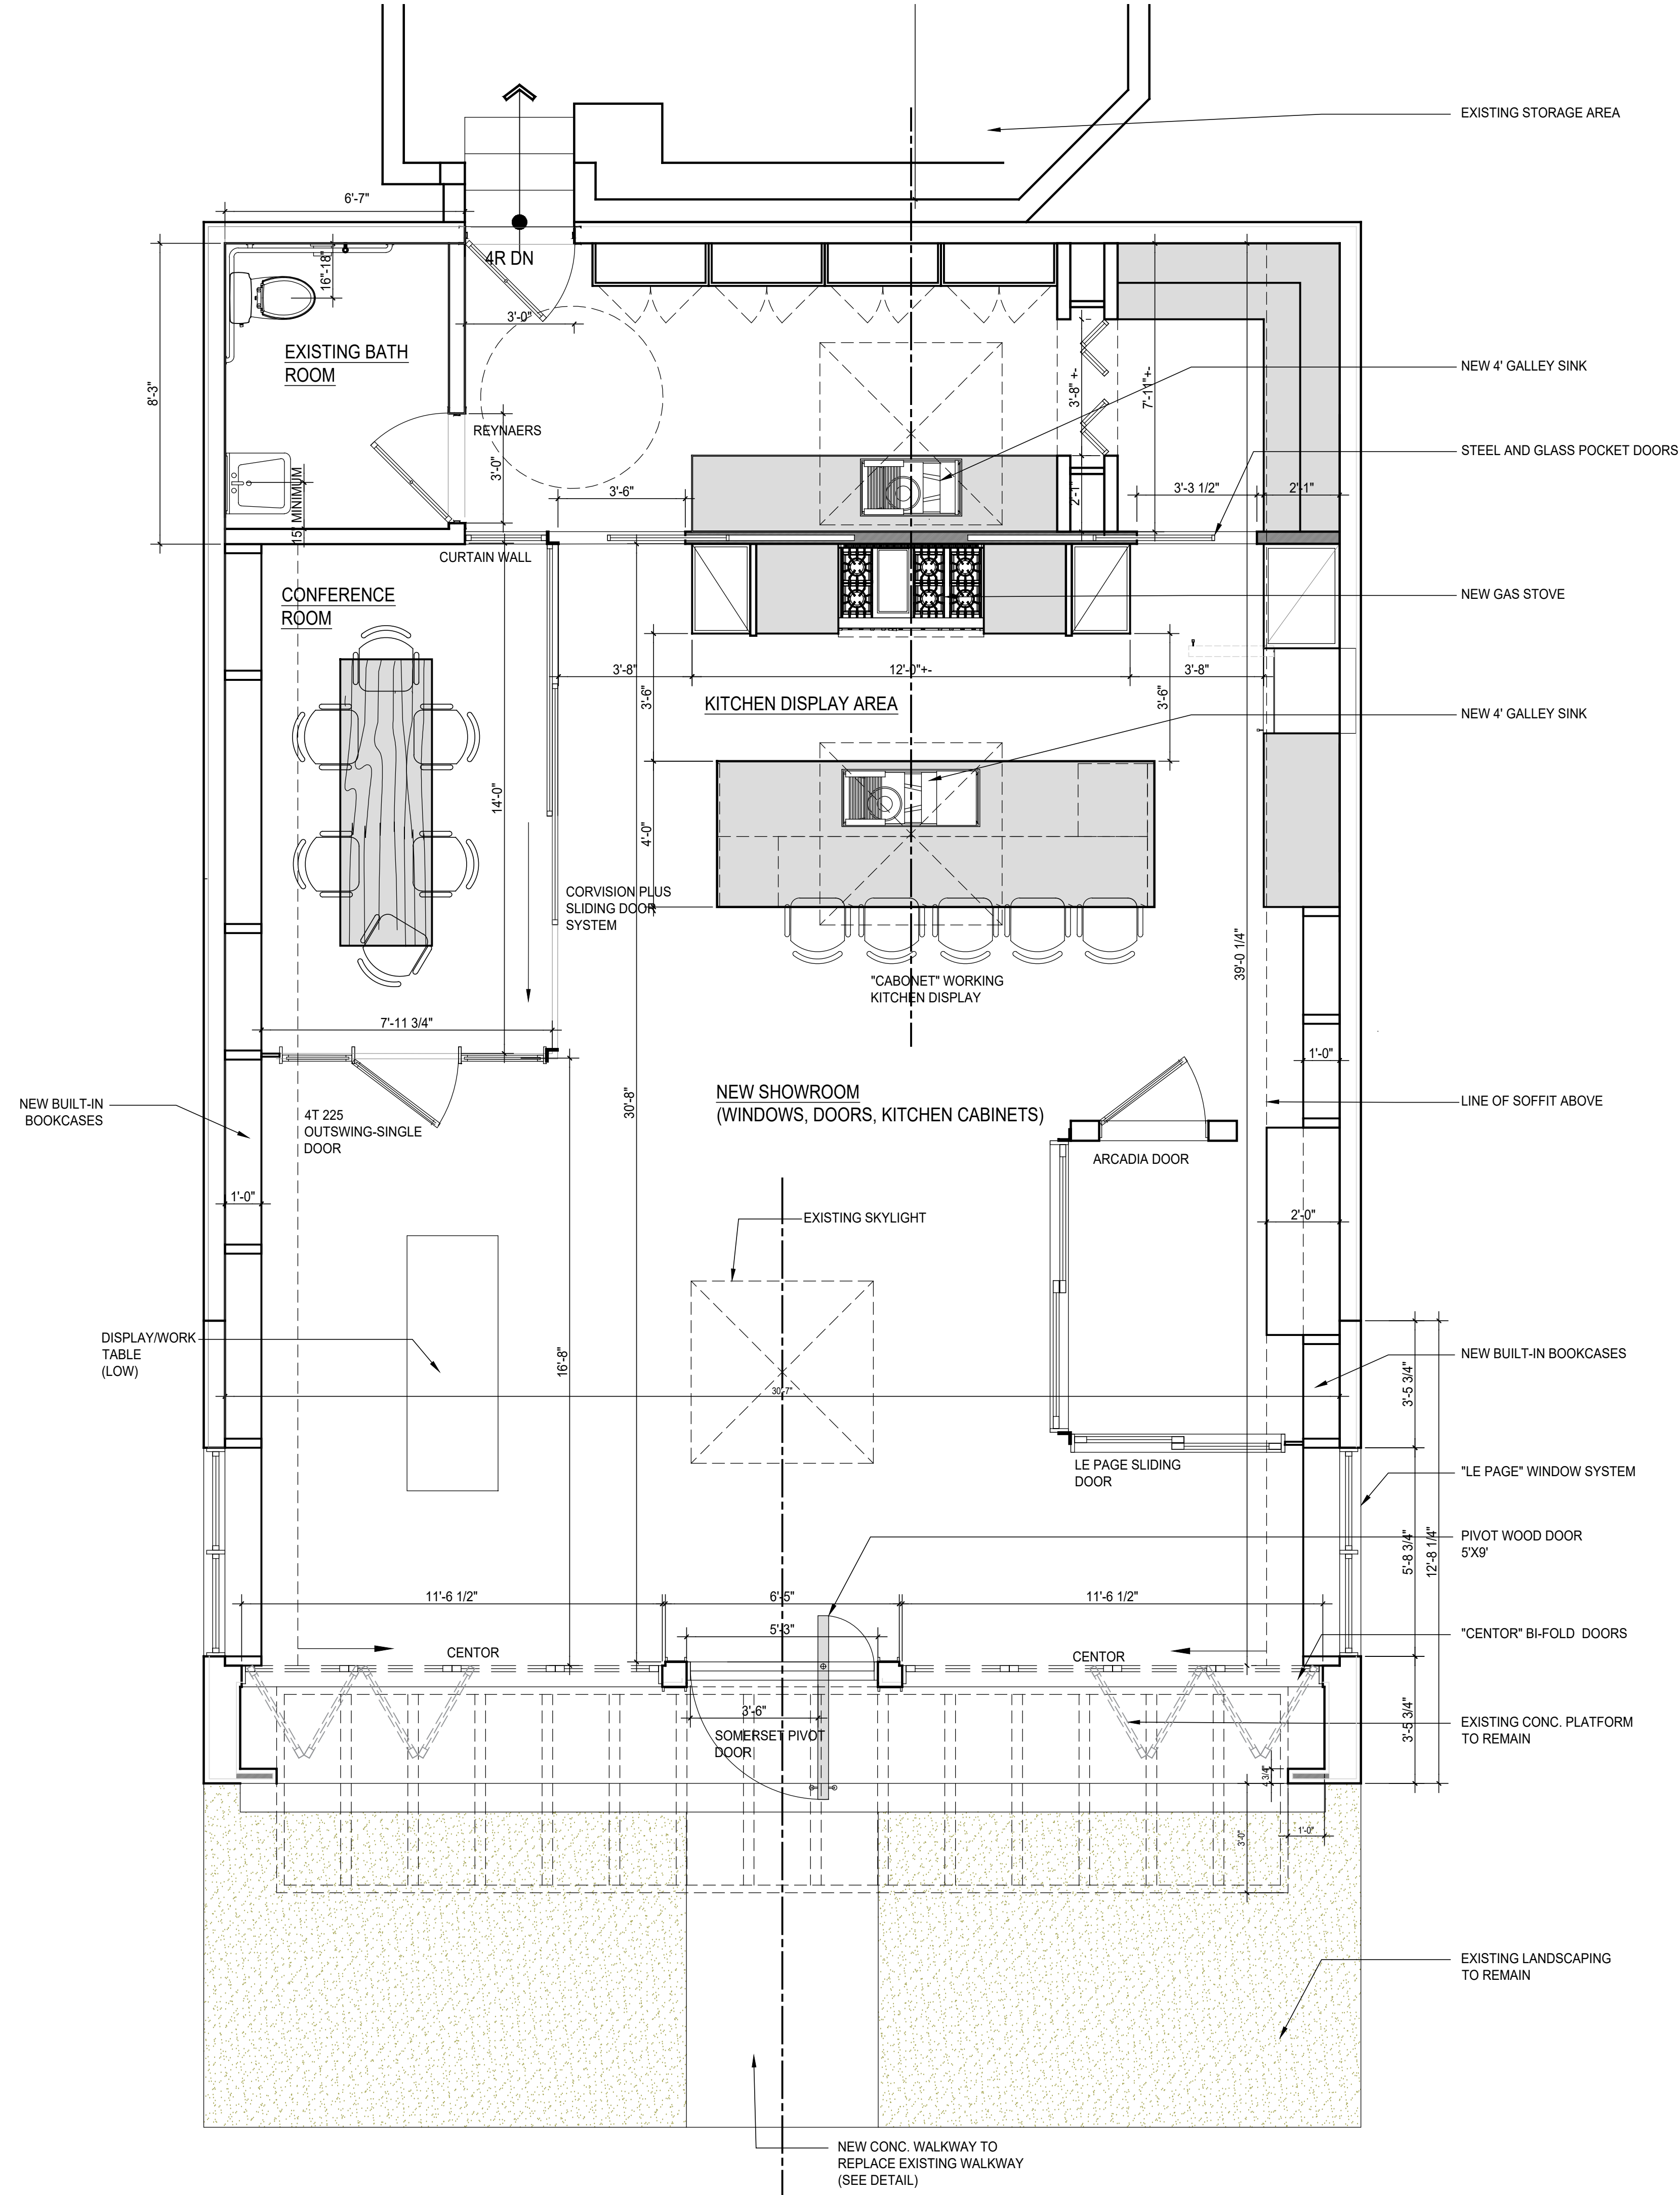 EXISTING STORAGE AREA
6'-7"
4R DN
16"-18"
3'-0"
EXISTING BATH
ROOM
8'-3"
NEW 4' GALLEY SINK
3'-8" +-
7'-11"+-
REYNAERS
3'-0"
STEEL AND GLASS POCKET DOORS
15" MINIMUM
3'-6"
2'-1"
3'-3 1/2"
2'-1"
CURTAIN WALL
CONFERENCE
ROOM
NEW GAS STOVE
3'-8"
12'-0"+-
3'-8"
3'-6"
3'-6"
KITCHEN DISPLAY AREA
NEW 4' GALLEY SINK
14'-0"
4'-0"
CORVISION PLUS
SLIDING DOOR
SYSTEM
39'-0 1/4"
"CABONET" WORKING
KITCHEN DISPLAY
7'-11 3/4"
1'-0"
NEW SHOWROOM
(WINDOWS, DOORS, KITCHEN CABINETS)
30'-8"
NEW BUILT-IN
BOOKCASES
LINE OF SOFFIT ABOVE
4T 225
OUTSWING-SINGLE
DOOR
ARCADIA DOOR
1'-0"
EXISTING SKYLIGHT
2'-0"
DISPLAY/WORK
TABLE
(LOW)
16'-8"
NEW BUILT-IN BOOKCASES
3'-5 3/4"
30'-7"
LE PAGE SLIDING
DOOR
"LE PAGE" WINDOW SYSTEM
PIVOT WOOD DOOR
5'X9'
5'-8 3/4"
12'-8 1/4"
11'-6 1/2"
6'-5"
11'-6 1/2"
5'-3"
"CENTOR" BI-FOLD DOORS
CENTOR
CENTOR
3'-6"
SOMERSET PIVOT
DOOR
EXISTING CONC. PLATFORM
TO REMAIN
3'-5 3/4"
4 3/4"
3'-0"
1'-0"
EXISTING LANDSCAPING
TO REMAIN
NEW CONC. WALKWAY TO
REPLACE EXISTING WALKWAY
(SEE DETAIL)